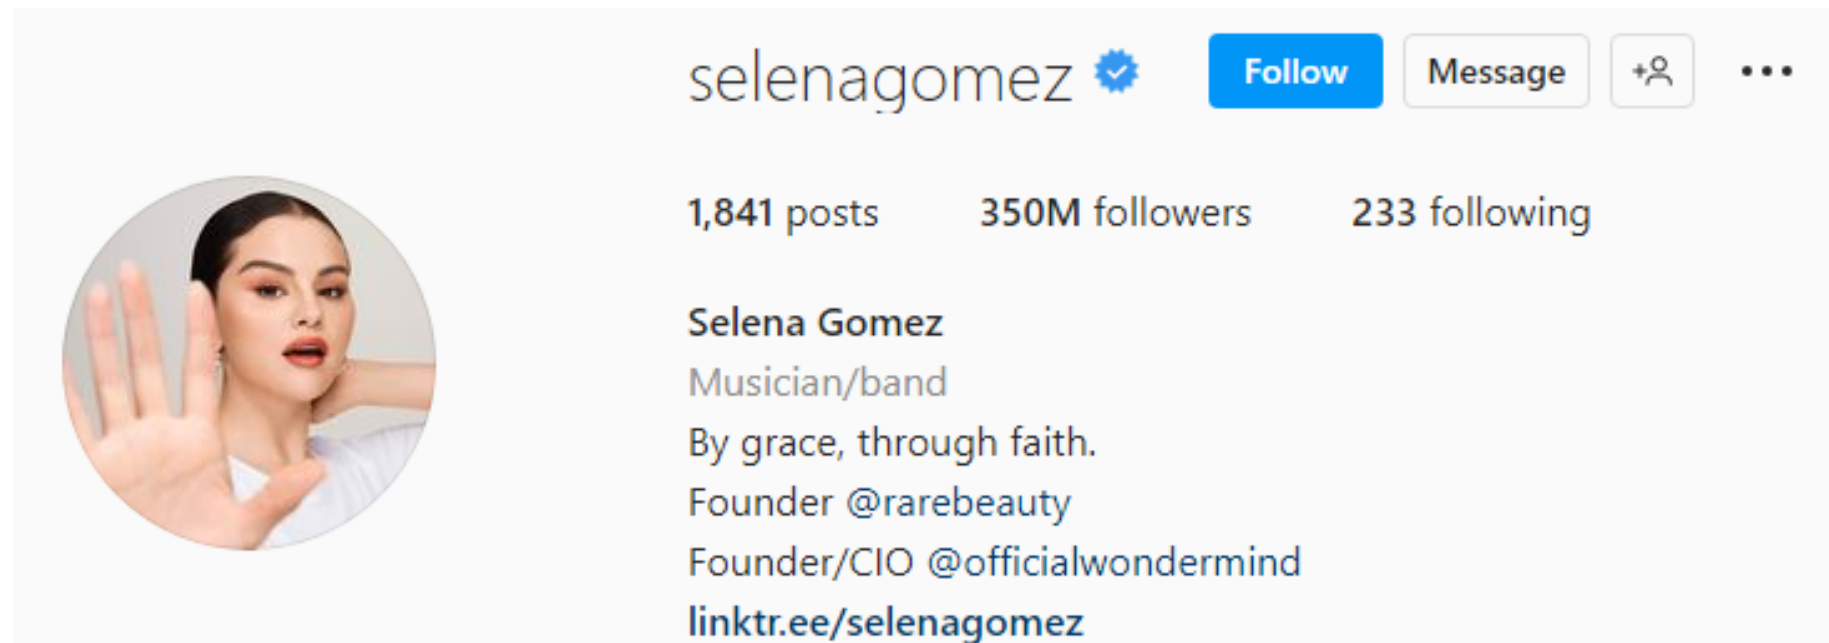 selenagomez Follow Message
1,841 posts 350M followers 233 following
Selena Gomez
Musician/band
By grace, through faith.
Founder @rarebeauty
Founder/CIO @officialwondermind
linktr.ee/selenagomez